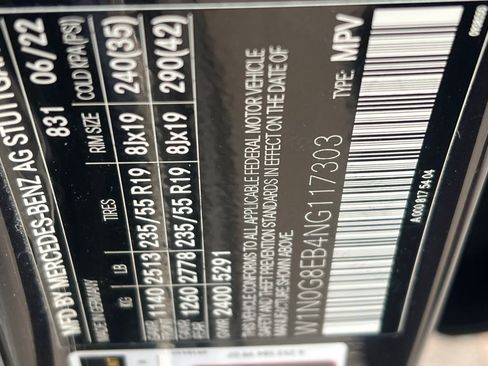 MFD BY MERCEDES-BENZ AG STUTTGAR
831 06/22
MADE IN GERMANY
KG LB TIRES RIM SIZE COLD KPA (PSI)
1140 2513 235/55 R19 8Jx19 240(35)
1260 2778 235/55 R19 8Jx19 290(42)
2400 5291
THIS VEHICLE CONFORMS TO ALL APPLICABLE FEDERAL MOTOR VEHICLE
SAFETY AND THEFT PREVENTION STANDARDS IN EFFECT ON THE DATE OF
MANUFACTURE SHOWN ABOVE.
W1N0G8EB4NG117303 TYPE: MPV
A 000 817 54 04